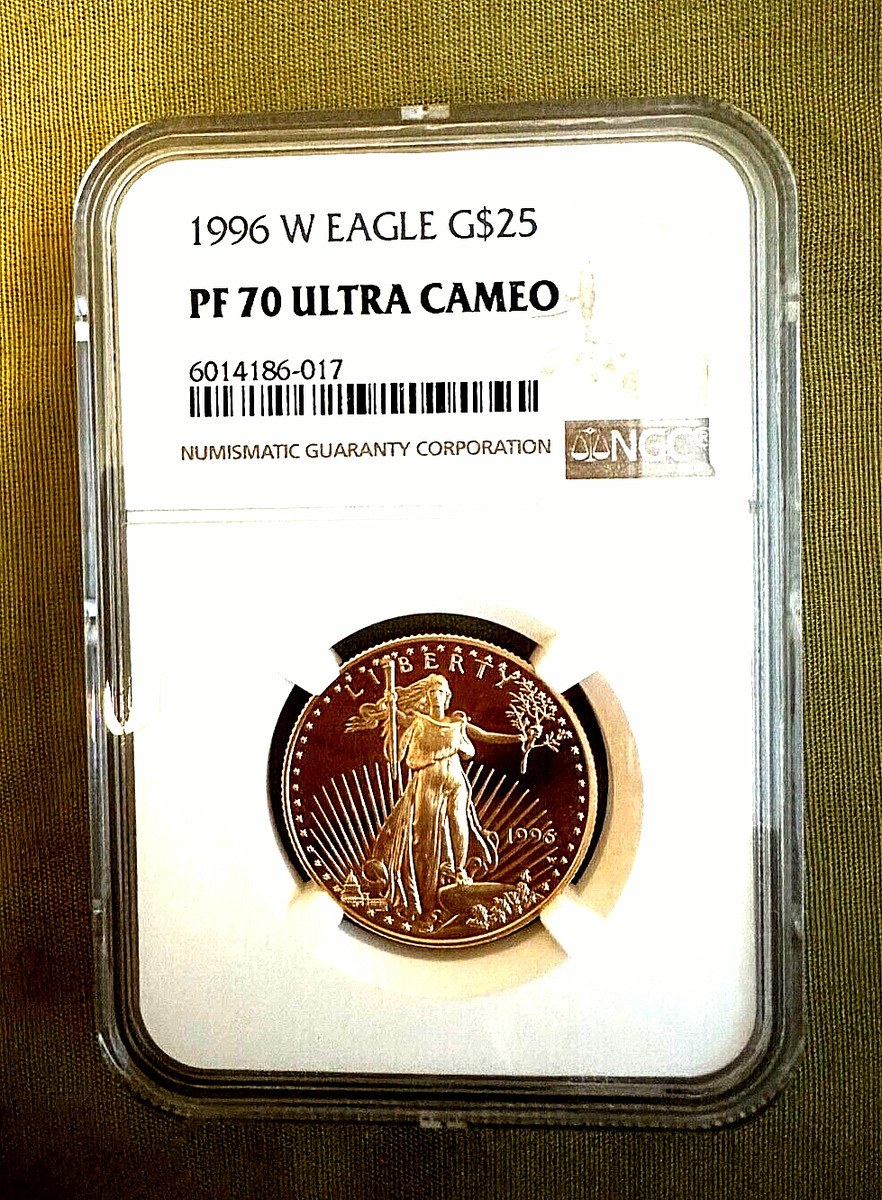 1996 W EAGLE G$25
PF 70 ULTRA CAMEO
6014186-017
NUMISMATIC GUARANTY CORPORATION
NGC
LIBERTY
1996